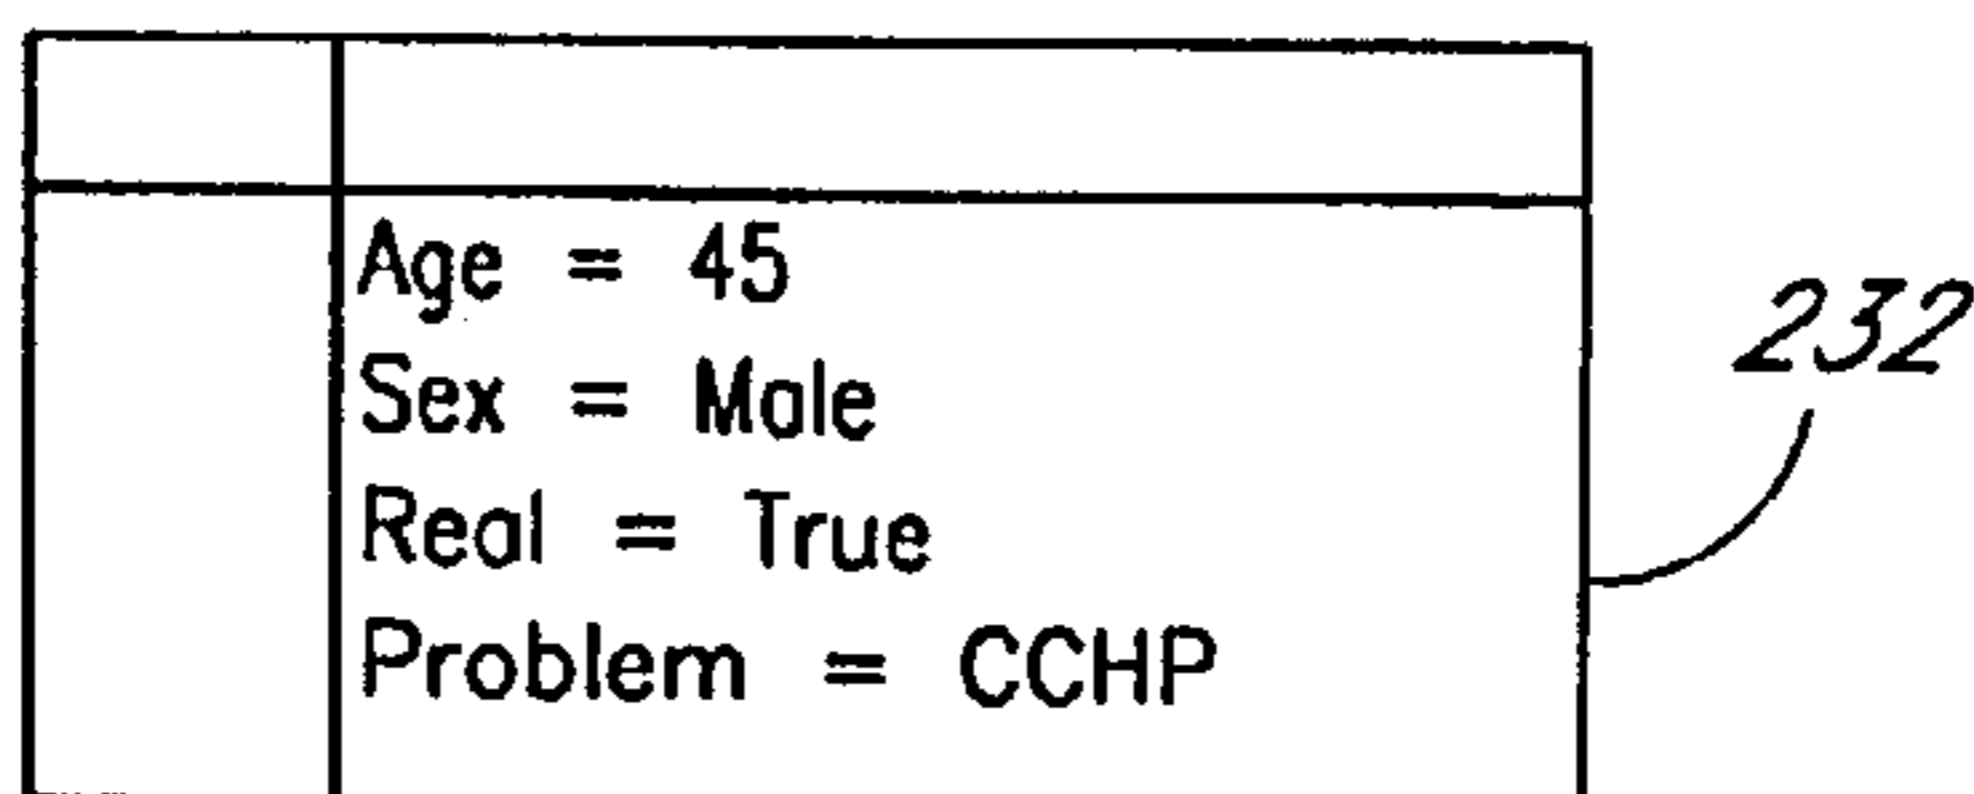 Age = 45
Sex = Male
Real = True
Problem = CCHP
232